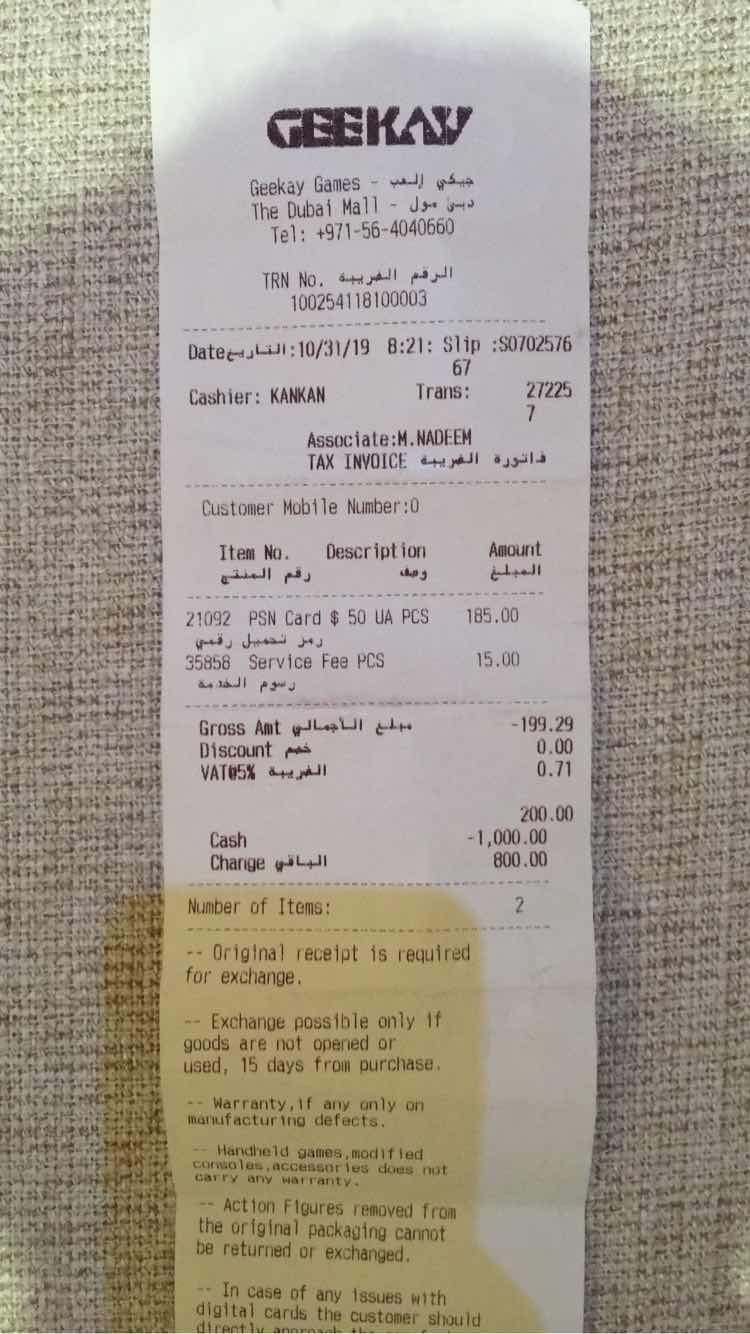 GEEKAY
Geekay Games - جيكي العب
The Dubai Mall - دبي مول
Tel: +971-56-4040660
TRN No. الرقم الضريبة
100254118100003
Date التاريخ:10/31/19 8:21: Slip :S0702576
67
Cashier: KANKAN Trans: 27225
7
Associate:M.NADEEM
TAX INVOICE فاتورة الضريبة
Customer Mobile Number:0
Item No. Description Amount
رقم المنتج وصف المبلغ
21092 PSN Card $ 50 UA PCS 185.00
رمز تحميل رقمي
35858 Service Fee PCS 15.00
رسوم الخدمة
Gross Amt مبلغ الأجمالي -199.29
Discount خصم 0.00
VAT@5% الضريبة 0.71
200.00
Cash -1,000.00
Change الباقي 800.00
Number of Items: 2
-- Original receipt is required
for exchange.
-- Exchange possible only if
goods are not opened or
used, 15 days from purchase.
-- Warranty,if any only on
manufacturing defects.
-- Handheld games,modified
consoles,accessories does not
carry any warranty.
-- Action Figures removed from
the original packaging cannot
be returned or exchanged.
-- In case of any issues with
digital cards the customer should
directly approach the